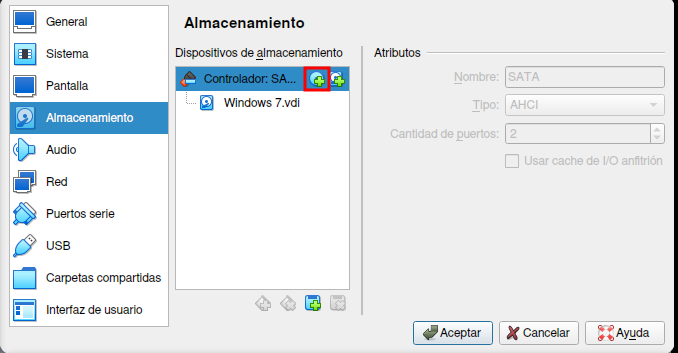 General
Sistema
Pantalla
Almacenamiento
Audio
Red
Puertos serie
USB
Carpetas compartidas
Interfaz de usuario
Almacenamiento
Dispositivos de almacenamiento
Controlador: SA...
Windows 7.vdi
Atributos
Nombre: SATA
Tipo: AHCI
Cantidad de puertos: 2
Usar cache de I/O anfitrión
Aceptar
Cancelar
Ayuda